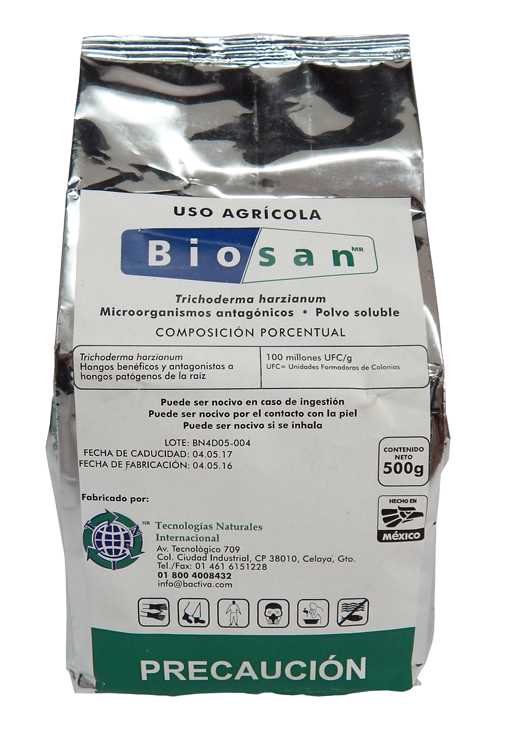 USO AGRÍCOLA
Biosan MR
Trichoderma harzianum
Microorganismos antagónicos • Polvo soluble
COMPOSICIÓN PORCENTUAL
Trichoderma harzianum
Hongos benéficos y antagonistas a
hongos patógenos de la raíz
100 millones UFC/g
UFC= Unidades Formadoras de Colonias
Puede ser nocivo en caso de ingestión
Puede ser nocivo por el contacto con la piel
Puede ser nocivo si se inhala
LOTE: BN4D05-004
FECHA DE CADUCIDAD: 04.05.17
FECHA DE FABRICACIÓN: 04.05.16
CONTENIDO
NETO
500g
HECHO EN
MÉXICO
Fabricado por:
MR Tecnologías Naturales
Internacional
Av. Tecnológico 709
Col. Ciudad Industrial, CP 38010, Celaya, Gto.
Tel./Fax: 01 461 6151228
01 800 4008432
info@bactiva.com
PRECAUCIÓN